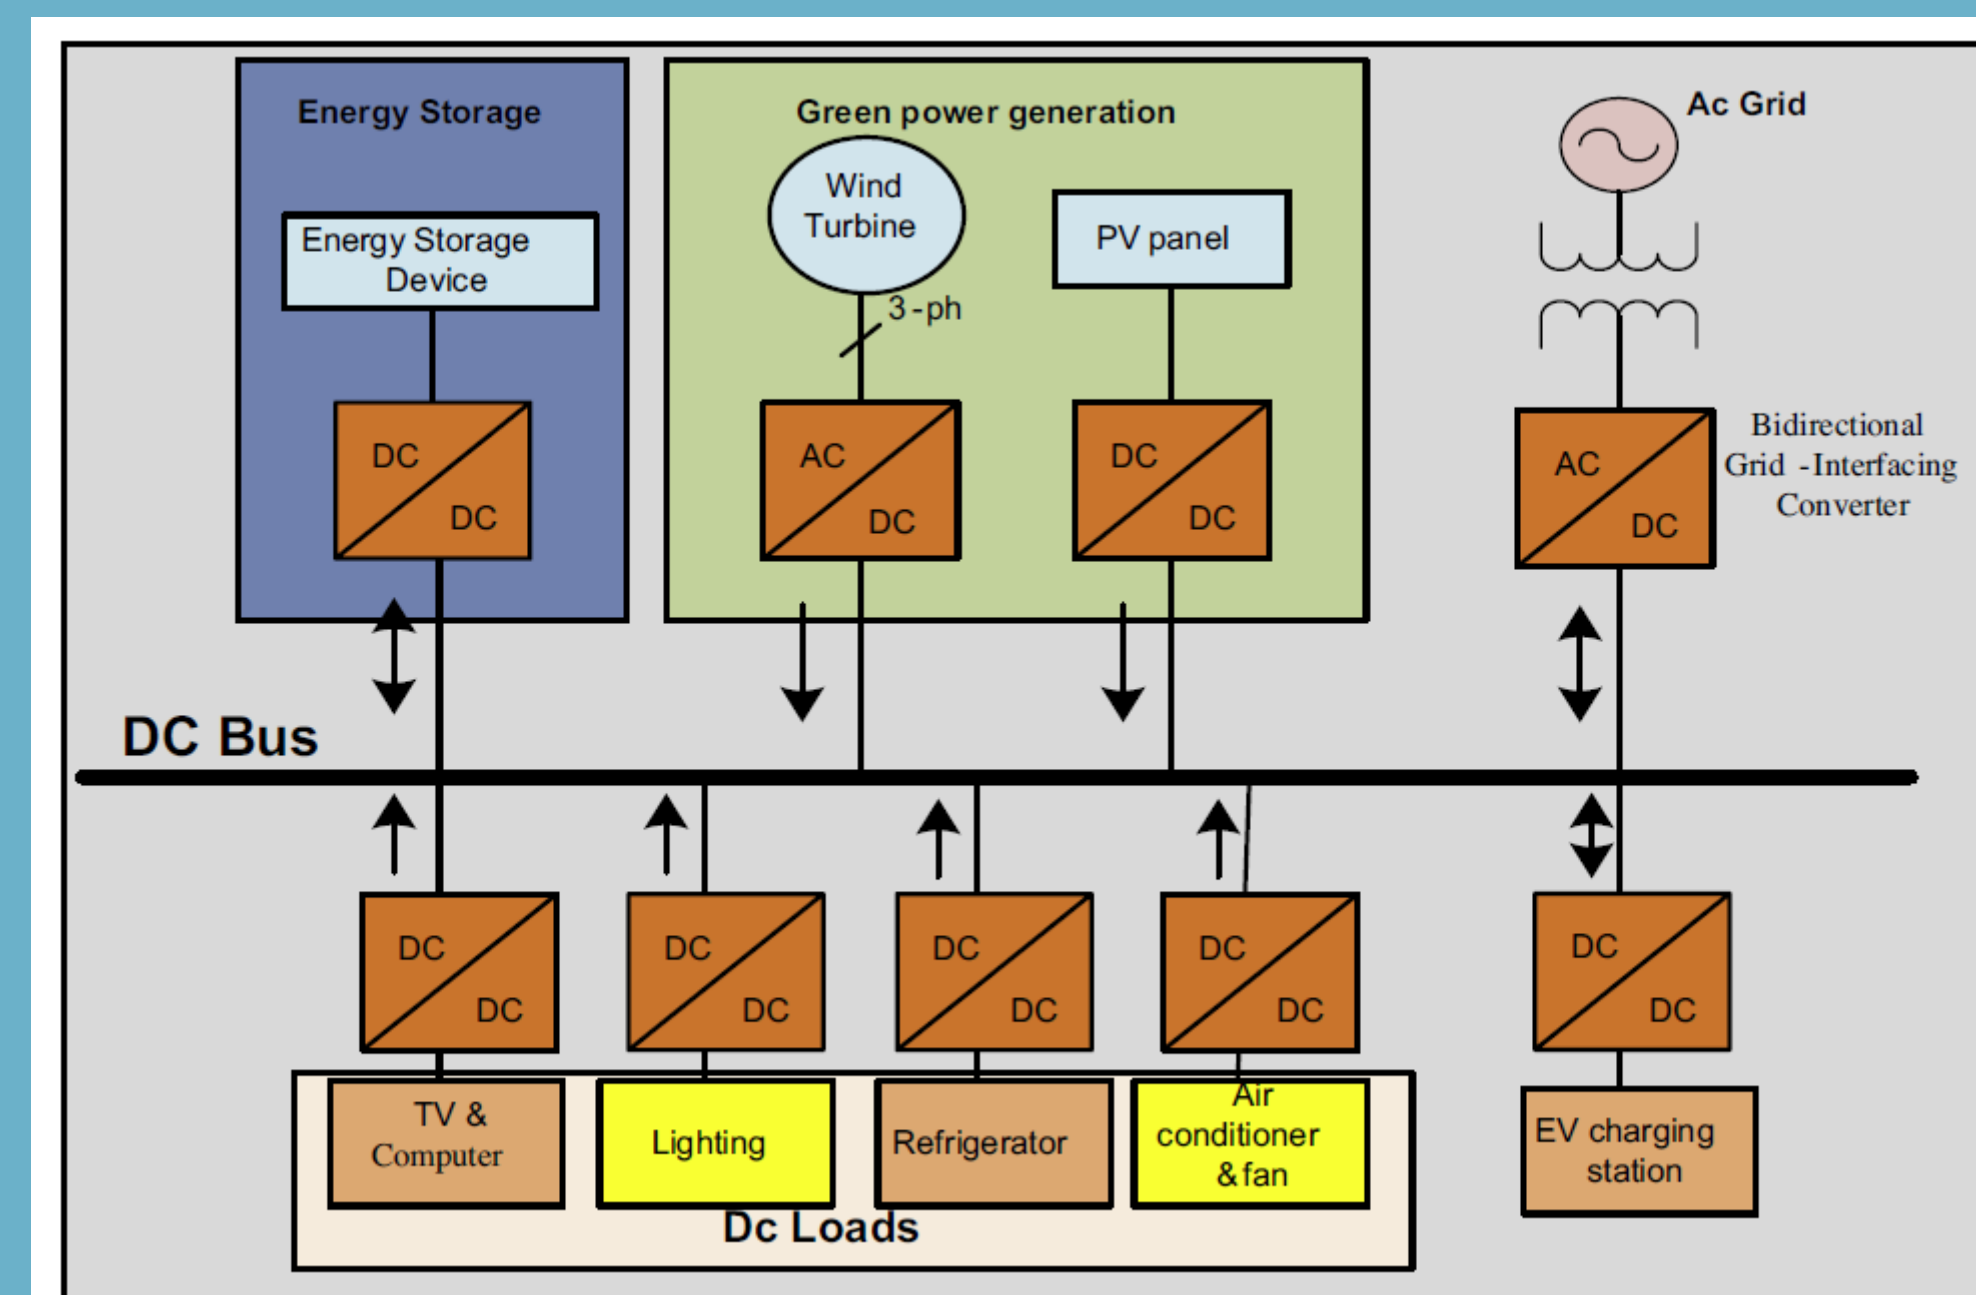 Energy Storage
Energy Storage
Device
DC
DC
Green power generation
Wind
Turbine
3-ph
AC
DC
PV panel
DC
DC
Ac Grid
AC
DC
Bidirectional
Grid -Interfacing
Converter
DC Bus
DC
DC
DC
DC
DC
DC
DC
DC
DC
DC
TV &
Computer
Lighting
Refrigerator
Air
conditioner
& fan
Dc Loads
EV charging
station